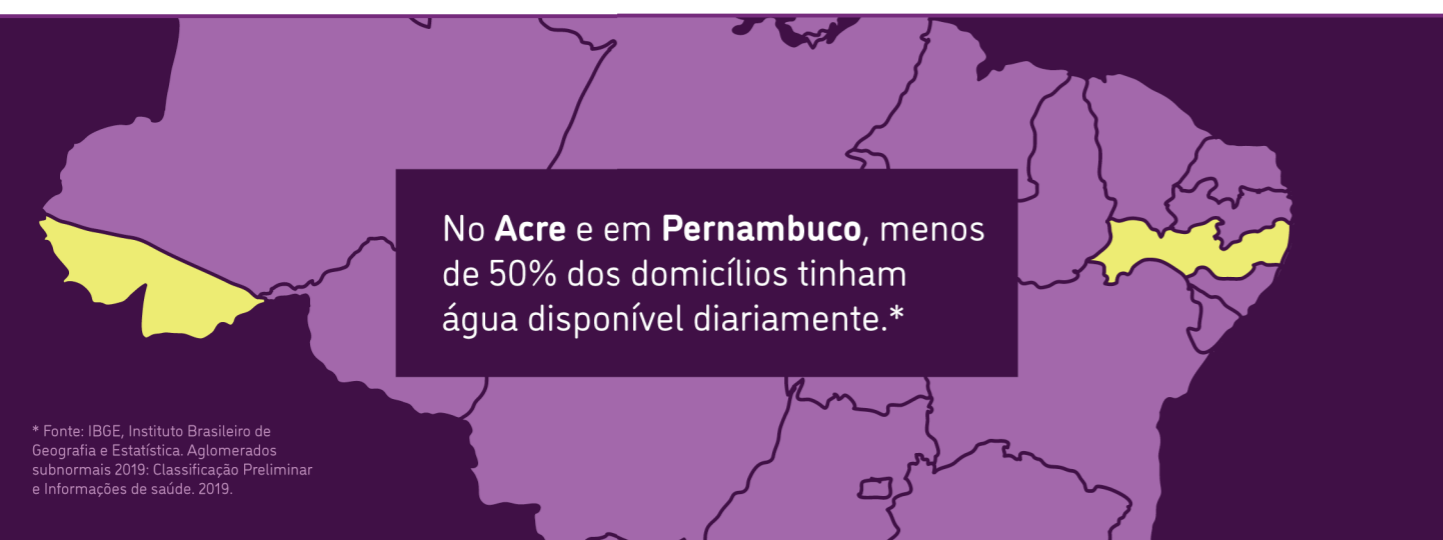 No Acre e em Pernambuco, menos
de 50% dos domicílios tinham
água disponível diariamente.*
* Fonte: IBGE, Instituto Brasileiro de
Geografia e Estatística. Aglomerados
subnormais 2019: Classificação Preliminar
e Informações de saúde. 2019.